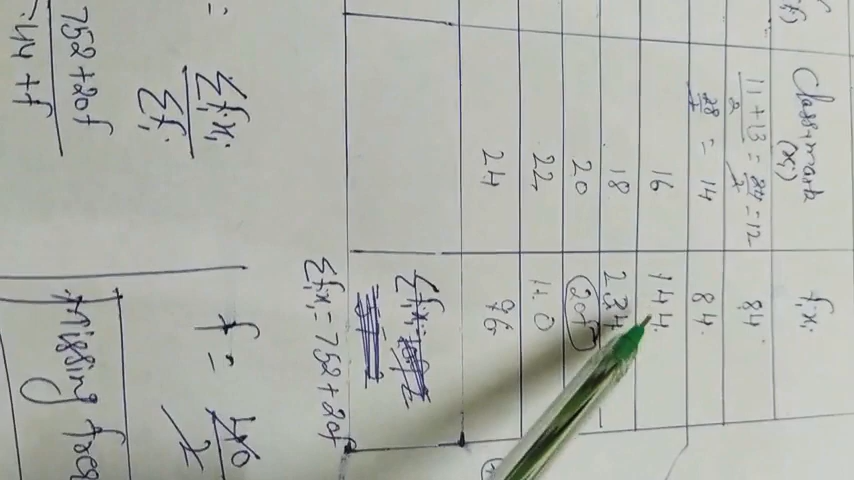 Class mark fixi
(xi)
11+13/2 = 24/2 = 12 84
28/2 = 14 84
16 144
18 234
20 20f
22 110
24 96
Σfixi =
Σfixi = 752+20f
= Σfixi/Σfi
752+20f
44+f
f = 40/2
Missing